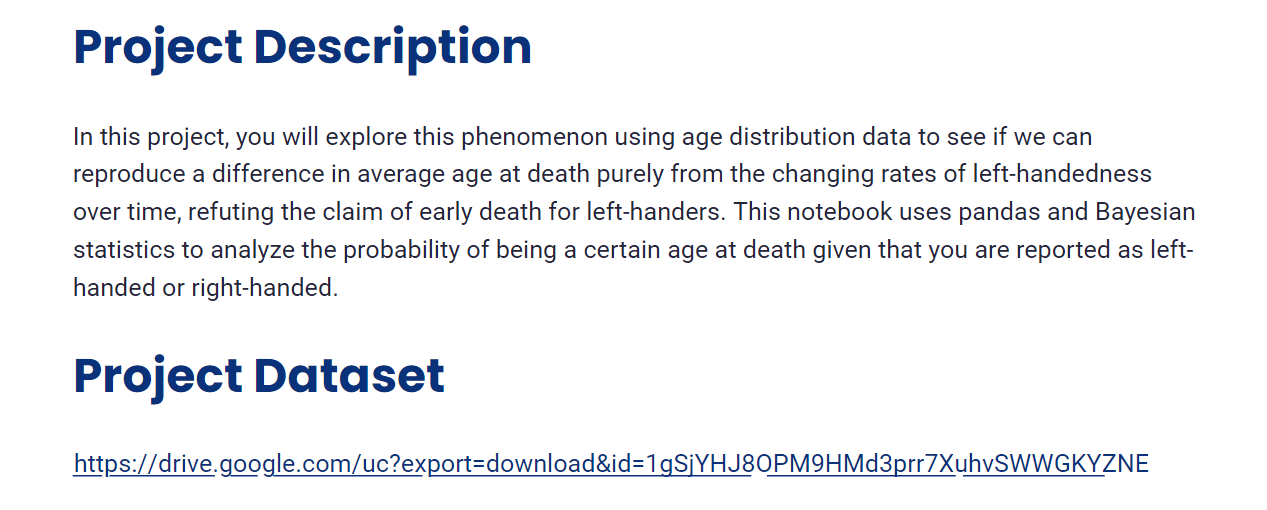 Project Description
In this project, you will explore this phenomenon using age distribution data to see if we can
reproduce a difference in average age at death purely from the changing rates of left-handedness
over time, refuting the claim of early death for left-handers. This notebook uses pandas and Bayesian
statistics to analyze the probability of being a certain age at death given that you are reported as left-
handed or right-handed.
Project Dataset
https://drive.google.com/uc?export=download&id=1gSjYHJ8OPM9HMd3prr7XuhvSWWGKYZNE